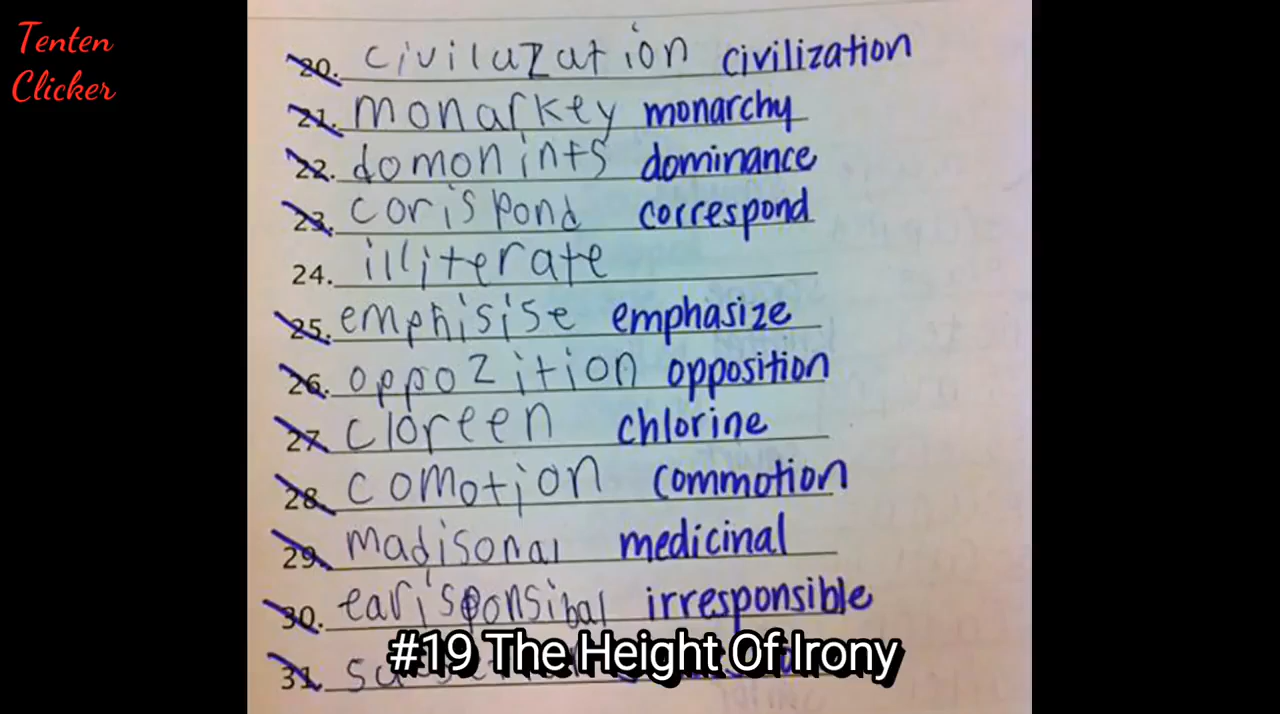 Tenten
Clicker
20. civiluzation civilization
21. monarkey monarchy
22. domonints dominance
23. corispond correspond
24. illiterate
25. emphisise emphasize
26. oppozition opposition
27. cloreen chlorine
28. comotion commotion
29. madisonal medicinal
30. earisponsibal irresponsible
#19 The Height Of Irony
31.